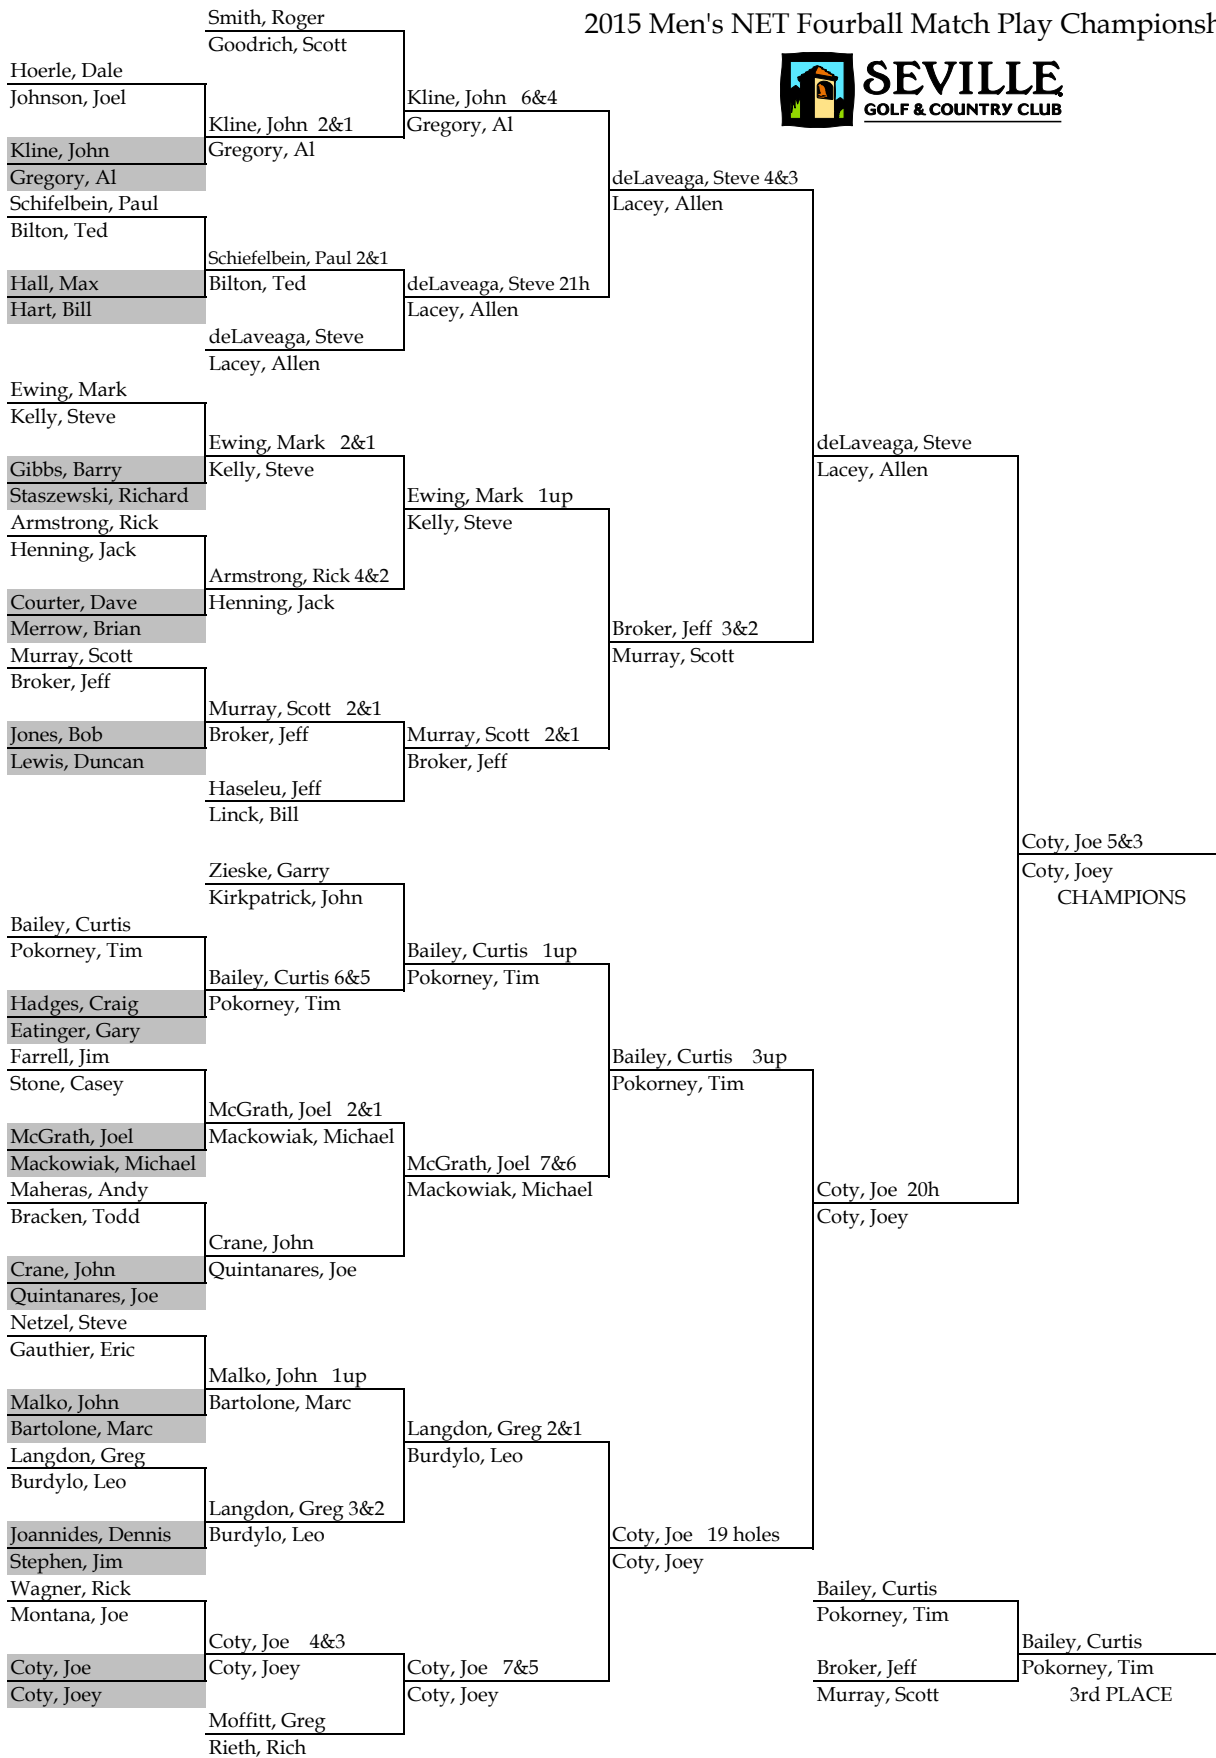 2015 Men's NET Fourball Match Play Championsh
SEVILLE
GOLF & COUNTRY CLUB
Smith, Roger
Goodrich, Scott
Hoerle, Dale
Johnson, Joel
Kline, John 6&4
Gregory, Al
Kline, John 2&1
Gregory, Al
Kline, John
Gregory, Al
deLaveaga, Steve 4&3
Lacey, Allen
Schifelbein, Paul
Bilton, Ted
Schiefelbein, Paul 2&1
Bilton, Ted
Hall, Max
Hart, Bill
deLaveaga, Steve 21h
Lacey, Allen
deLaveaga, Steve
Lacey, Allen
Ewing, Mark
Kelly, Steve
Ewing, Mark 2&1
Kelly, Steve
deLaveaga, Steve
Lacey, Allen
Gibbs, Barry
Staszewski, Richard
Ewing, Mark 1up
Kelly, Steve
Armstrong, Rick
Henning, Jack
Armstrong, Rick 4&2
Henning, Jack
Courter, Dave
Merrow, Brian
Broker, Jeff 3&2
Murray, Scott
Murray, Scott
Broker, Jeff
Murray, Scott 2&1
Broker, Jeff
Jones, Bob
Lewis, Duncan
Murray, Scott 2&1
Broker, Jeff
Haseleu, Jeff
Linck, Bill
Coty, Joe 5&3
Coty, Joey
CHAMPIONS
Zieske, Garry
Kirkpatrick, John
Bailey, Curtis
Pokorney, Tim
Bailey, Curtis 1up
Pokorney, Tim
Bailey, Curtis 6&5
Pokorney, Tim
Hadges, Craig
Eatinger, Gary
Farrell, Jim
Stone, Casey
Bailey, Curtis 3up
Pokorney, Tim
McGrath, Joel 2&1
Mackowiak, Michael
McGrath, Joel
Mackowiak, Michael
McGrath, Joel 7&6
Mackowiak, Michael
Maheras, Andy
Bracken, Todd
Coty, Joe 20h
Coty, Joey
Crane, John
Quintanares, Joe
Crane, John
Quintanares, Joe
Netzel, Steve
Gauthier, Eric
Malko, John 1up
Bartolone, Marc
Malko, John
Bartolone, Marc
Langdon, Greg 2&1
Burdylo, Leo
Langdon, Greg
Burdylo, Leo
Langdon, Greg 3&2
Burdylo, Leo
Joannides, Dennis
Stephen, Jim
Coty, Joe 19 holes
Coty, Joey
Wagner, Rick
Montana, Joe
Bailey, Curtis
Pokorney, Tim
Coty, Joe 4&3
Coty, Joey
Bailey, Curtis
Pokorney, Tim
3rd PLACE
Coty, Joe
Coty, Joey
Coty, Joe 7&5
Coty, Joey
Broker, Jeff
Murray, Scott
Moffitt, Greg
Rieth, Rich